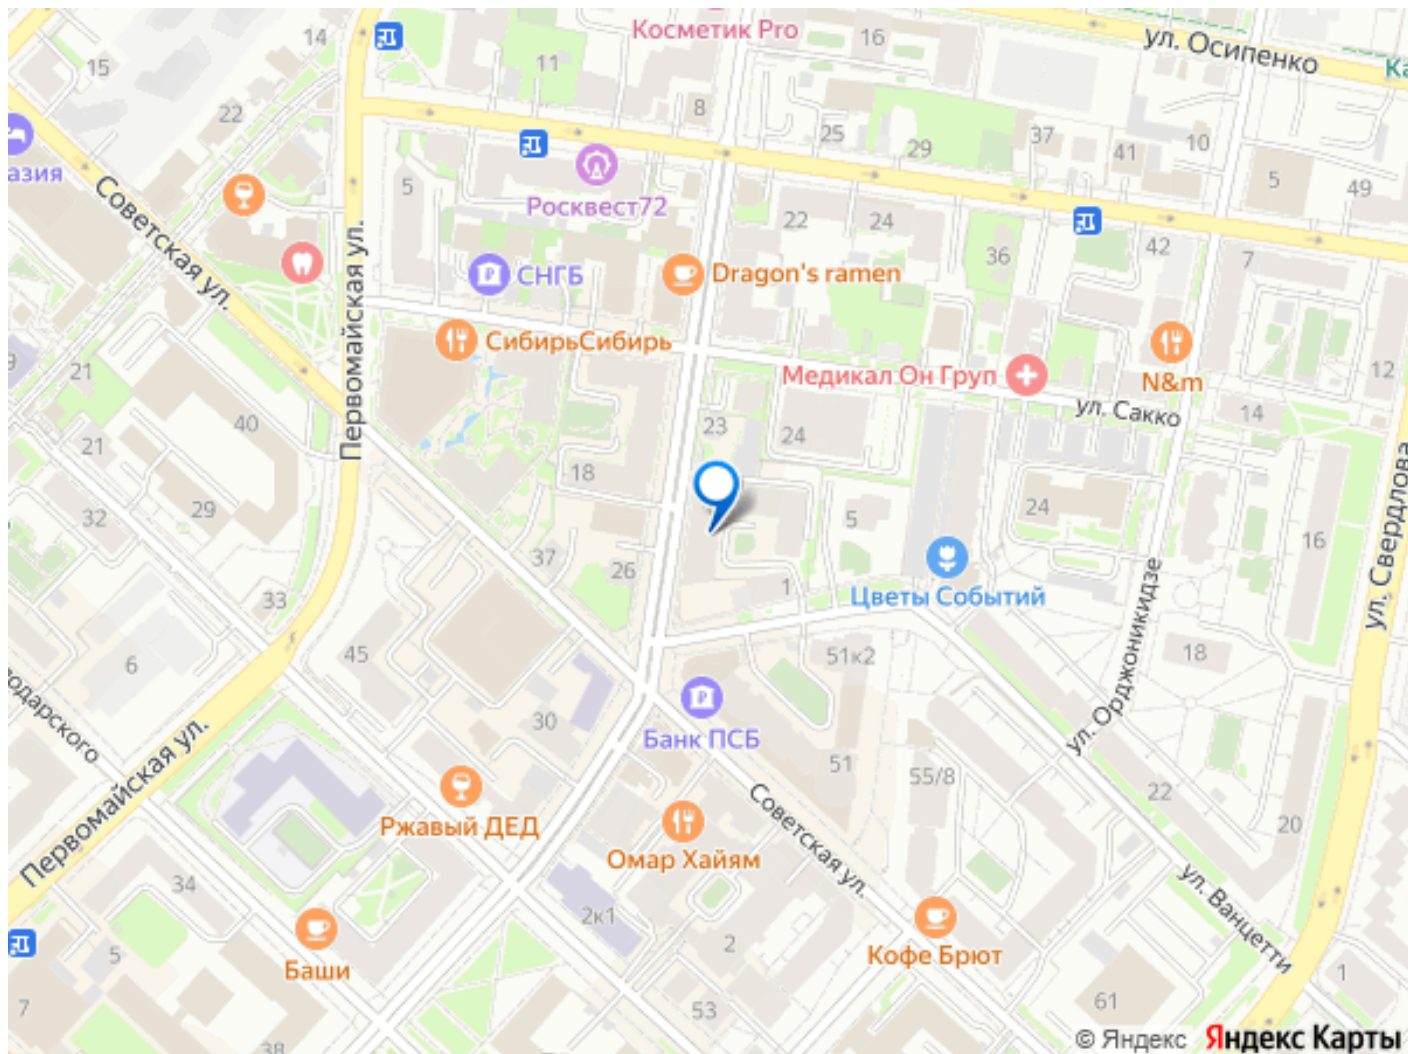 Косметик Pro
16
ул. Осипенко
Ка
14
15
11
22
8
25
29
37
41
10
5
49
азия
Советская ул.
5
Росквест72
22
24
36
42
7
Первомайская ул.
СНГБ
Dragon's ramen
СибирьСибирь
Медикал Он Груп
N&m
12
9
21
ул. Сакко
14
40
23
24
21
18
ул. Свердлова
29
32
5
24
16
37
26
1
Цветы Событий
ул. Орджоникидзе
33
6
45
51к2
18
одарского
Первомайская ул.
30
Банк ПСБ
51
55/8
22
20
Ржавый ДЕД
Советская ул.
Омар Хайям
ул. Ванцетти
34
2к1
2
Кофе Брют
5
Баши
7
53
61
1
38
© Яндекс Яндекс Карты